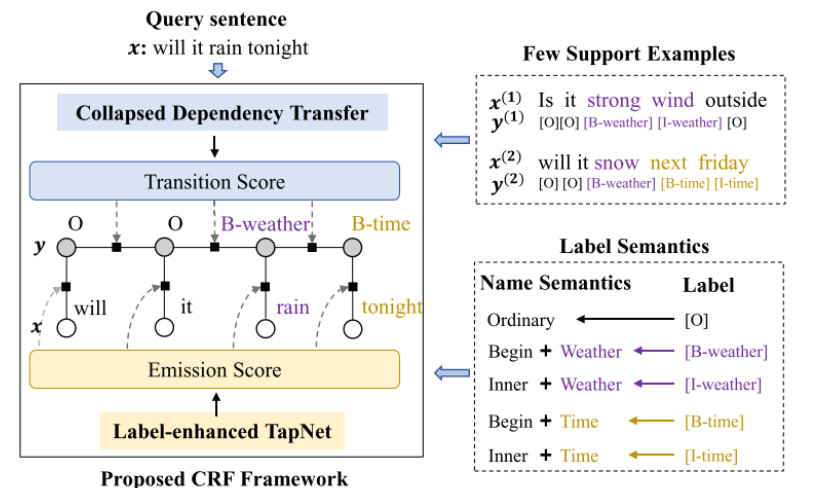 Query sentence
x: will it rain tonight
Collapsed Dependency Transfer
Transition Score
O O B-weather B-time
y
will it rain tonight
x
Emission Score
Label-enhanced TapNet
Proposed CRF Framework
Few Support Examples
x(1) Is it strong wind outside
y(1) [O][O] [B-weather] [I-weather] [O]
x(2) will it snow next friday
y(2) [O] [O] [B-weather] [B-time] [I-time]
Label Semantics
Name Semantics Label
Ordinary [O]
Begin + Weather [B-weather]
Inner + Weather [I-weather]
Begin + Time [B-time]
Inner + Time [I-time]